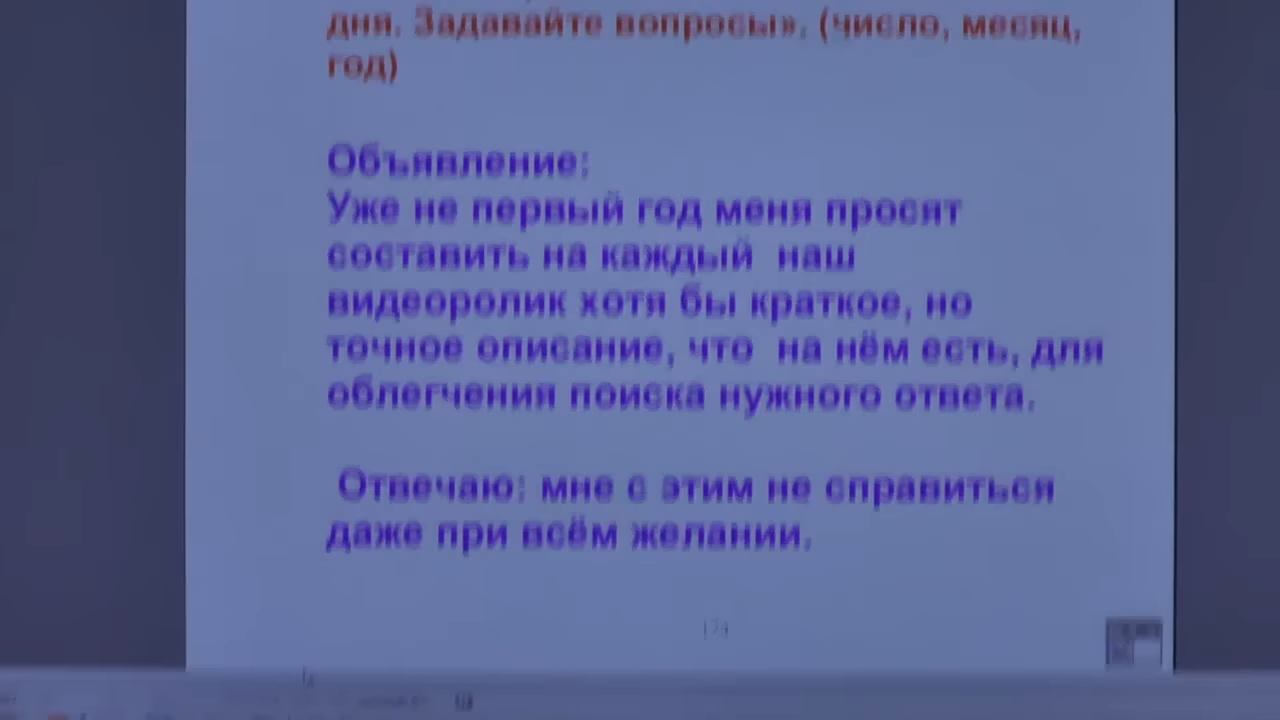 дня. Задавайте вопросы». (число, месяц,
год)
Объявление:
Уже не первый год меня просят
составить на каждый наш
видеоролик хотя бы краткое, но
точное описание, что на нём есть, для
облегчения поиска нужного ответа.
Отвечаю: мне с этим не справиться
даже при всём желании.